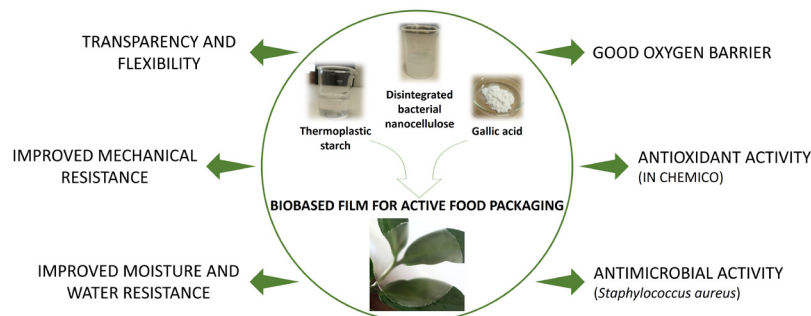 TRANSPARENCY AND
FLEXIBILITY
IMPROVED MECHANICAL
RESISTANCE
IMPROVED MOISTURE AND
WATER RESISTANCE
Thermoplastic
starch
Disintegrated
bacterial
nanocellulose
Gallic acid
BIOBASED FILM FOR ACTIVE FOOD PACKAGING
GOOD OXYGEN BARRIER
ANTIOXIDANT ACTIVITY
(IN CHEMICO)
ANTIMICROBIAL ACTIVITY
(Staphylococcus aureus)